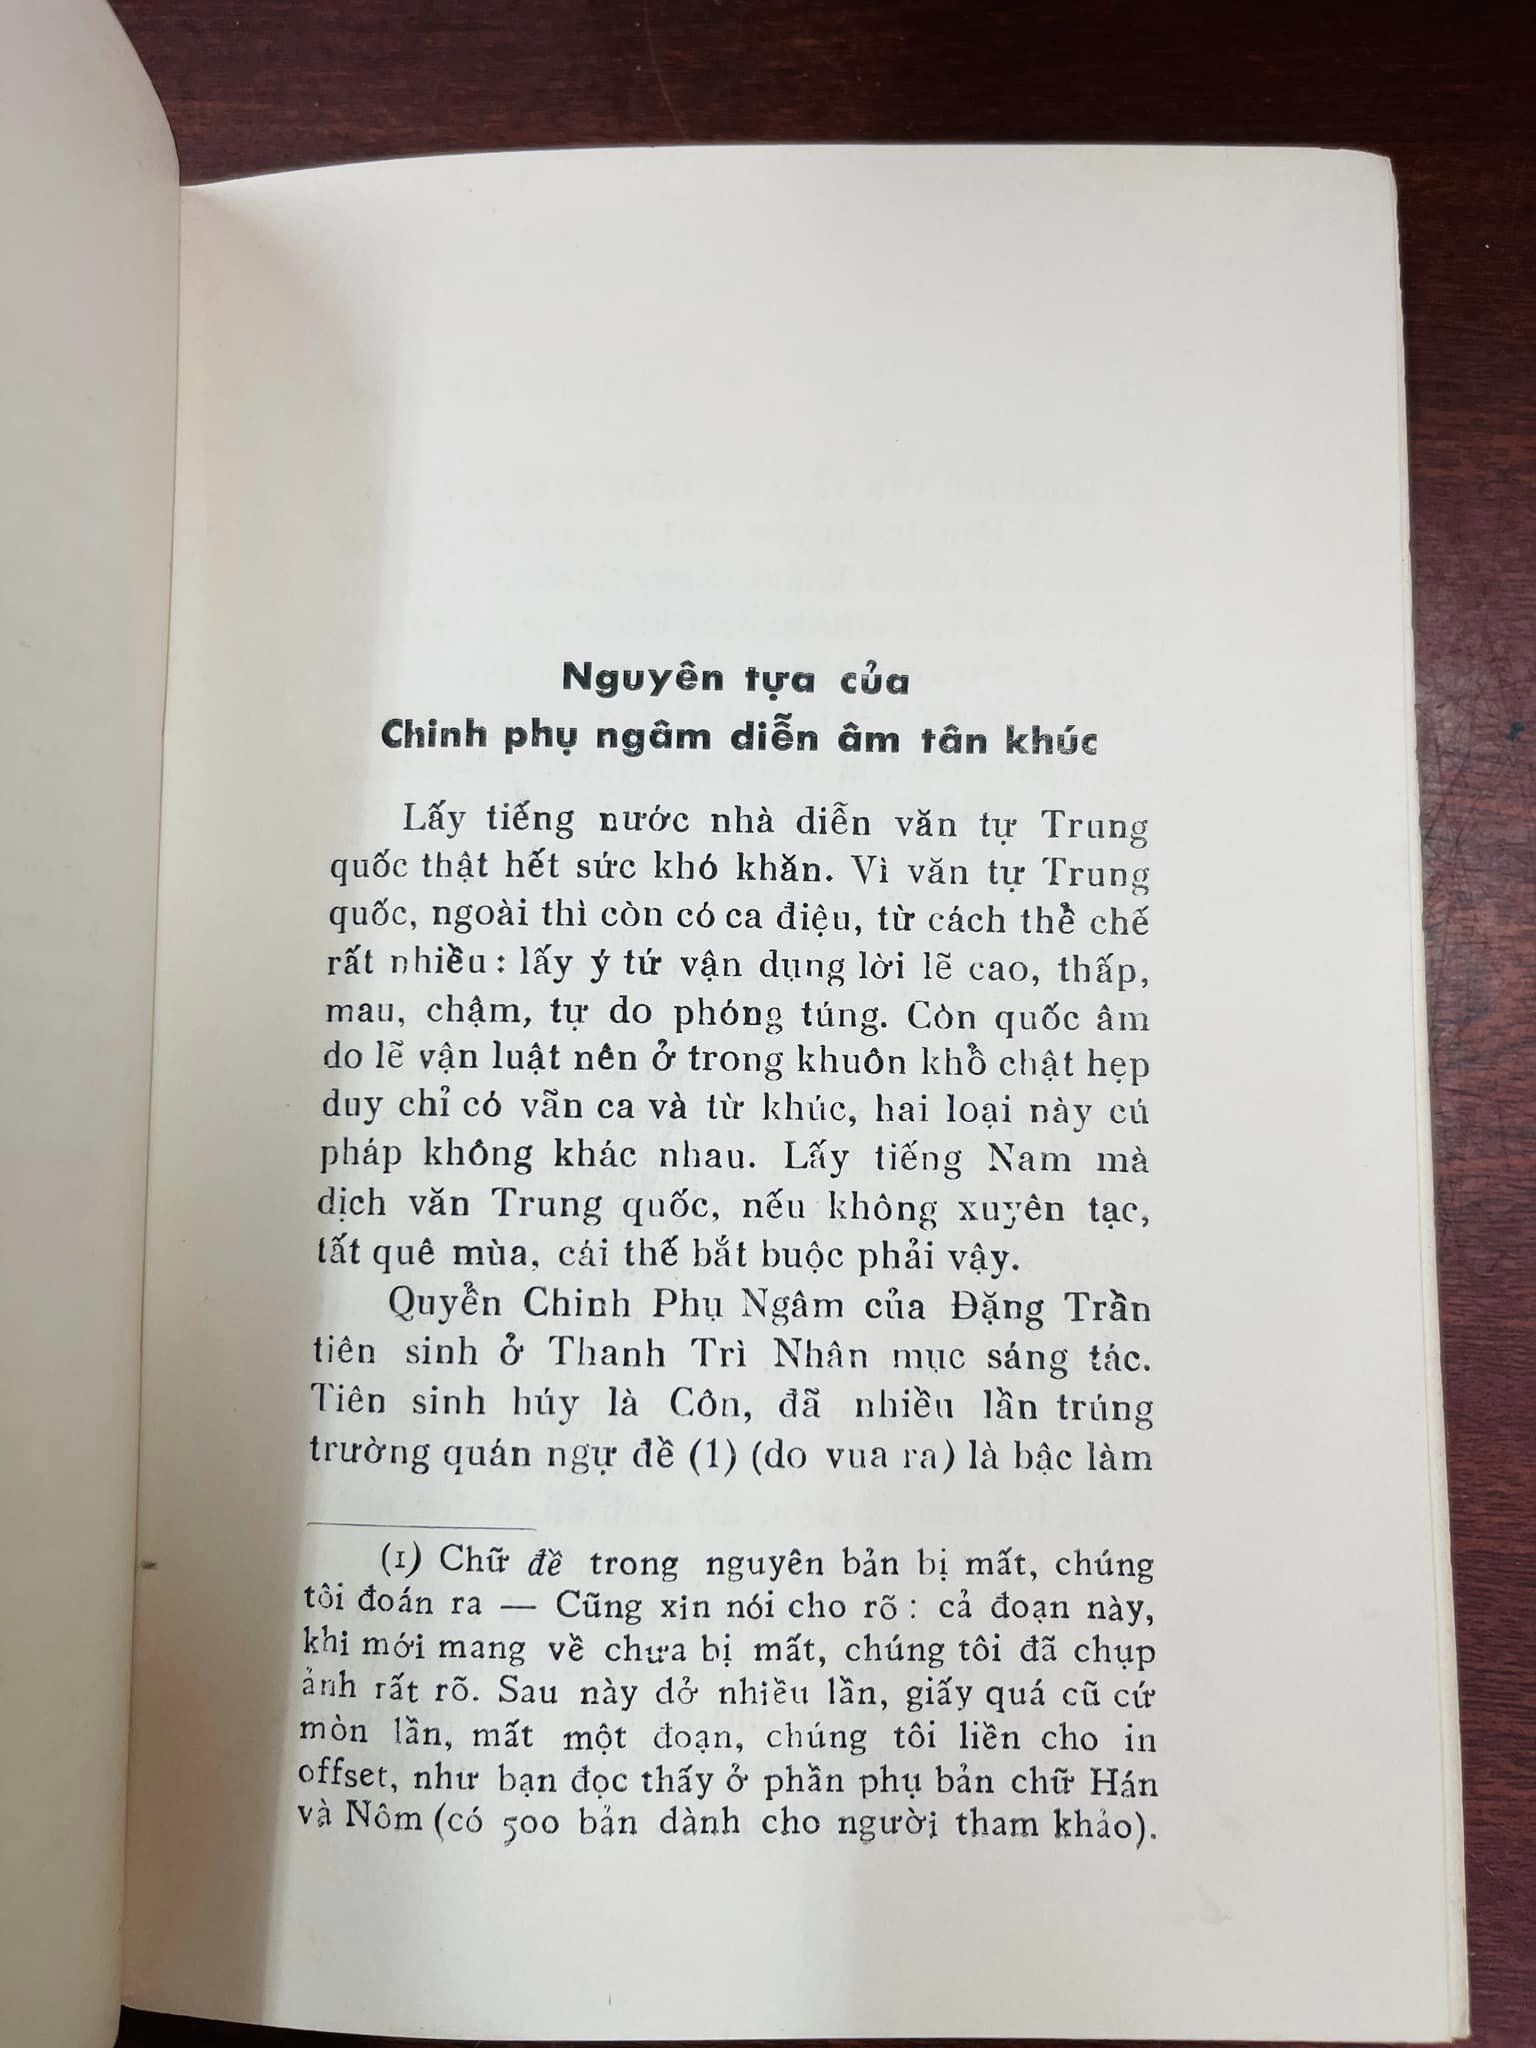 Nguyên tựa của
Chinh phụ ngâm diễn âm tân khúc
Lấy tiếng nước nhà diễn văn tự Trung
quốc thật hết sức khó khăn. Vì văn tự Trung
quốc, ngoài thì còn có ca điệu, từ cách thể chế
rất nhiều : lấy ý tứ vận dụng lời lẽ cao, thấp,
mau, chậm, tự do phóng túng. Còn quốc âm
do lẽ vận luật nên ở trong khuôn khổ chật hẹp
duy chỉ có vẫn ca và từ khúc, hai loại này cú
pháp không khác nhau. Lấy tiếng Nam mà
dịch văn Trung quốc, nếu không xuyên tạc,
tất quê mùa, cái thế bắt buộc phải vậy.
Quyển Chinh Phụ Ngâm của Đặng Trần
tiên sinh ở Thanh Trì Nhân mục sáng tác.
Tiên sinh húy là Côn, đã nhiều lần trúng
trường quán ngự đề (1) (do vua ra) là bậc làm
(1) Chữ đề trong nguyên bản bị mất, chúng
tôi đoán ra — Cũng xin nói cho rõ : cả đoạn này,
khi mới mang về chưa bị mất, chúng tôi đã chụp
ảnh rất rõ. Sau này dở nhiều lần, giấy quá cũ cứ
mòn lần, mất một đoạn, chúng tôi liền cho in
offset, như bạn đọc thấy ở phần phụ bản chữ Hán
và Nôm (có 500 bản dành cho người tham khảo).